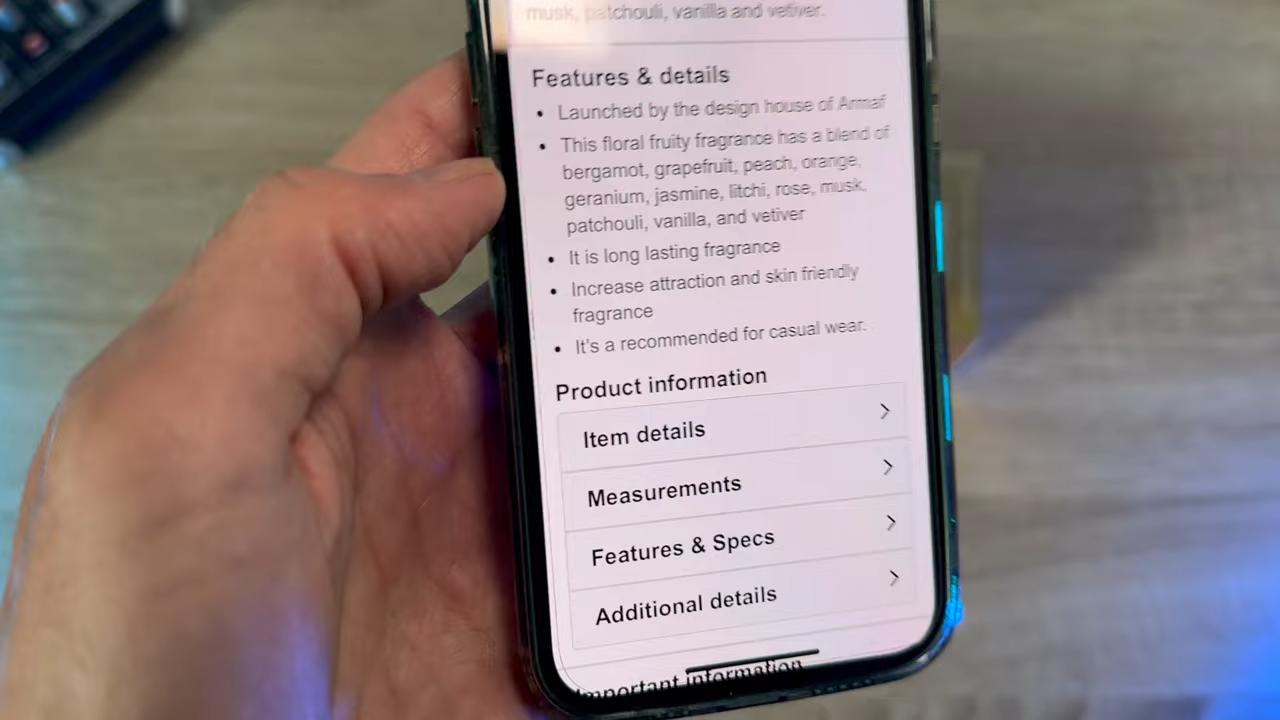 musk, patchouli, vanilla and vetiver.
Features & details
• Launched by the design house of Armaf
• This floral fruity fragrance has a blend of
bergamot, grapefruit, peach, orange,
geranium, jasmine, litchi, rose, musk,
patchouli, vanilla, and vetiver
• It is long lasting fragrance
• Increase attraction and skin friendly
fragrance
• It's a recommended for casual wear.
Product information
Item details
Measurements
Features & Specs
Additional details
Important information